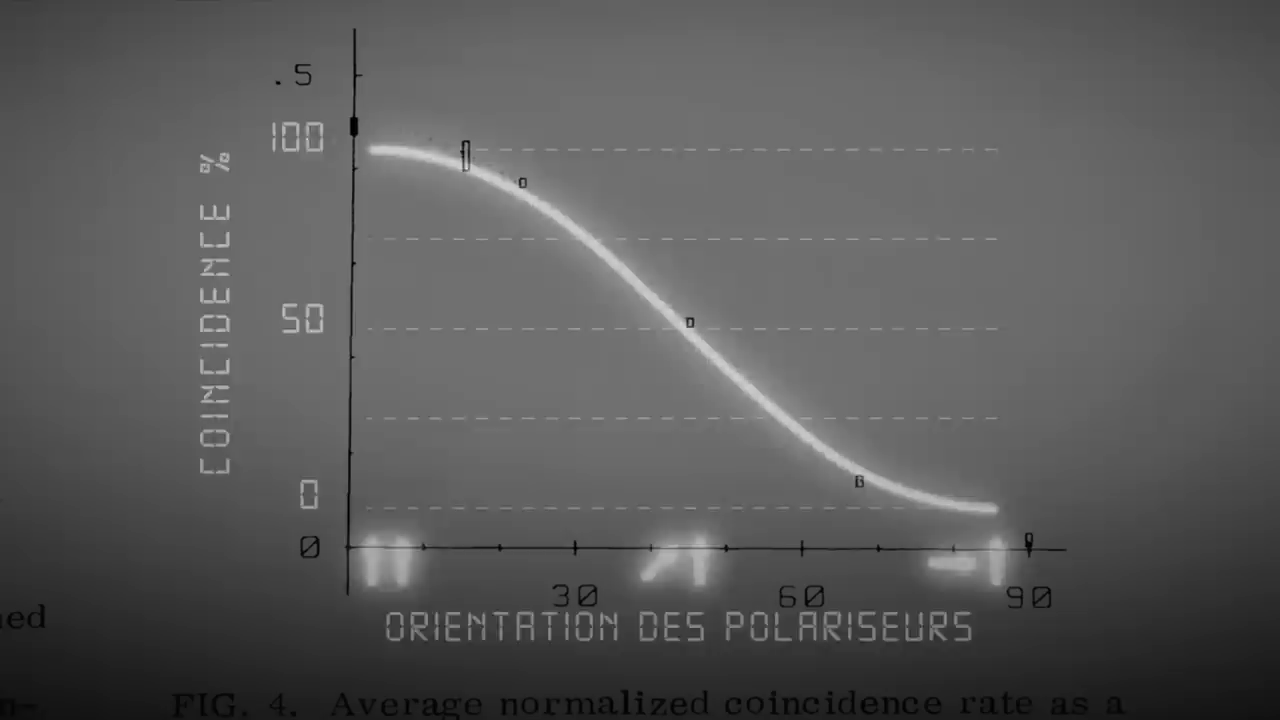 .5
100
COINCIDENCE %
50
0
0
30 60 90
ORIENTATION DES POLARISEURS
FIG. 4. Average normalized coincidence rate as a